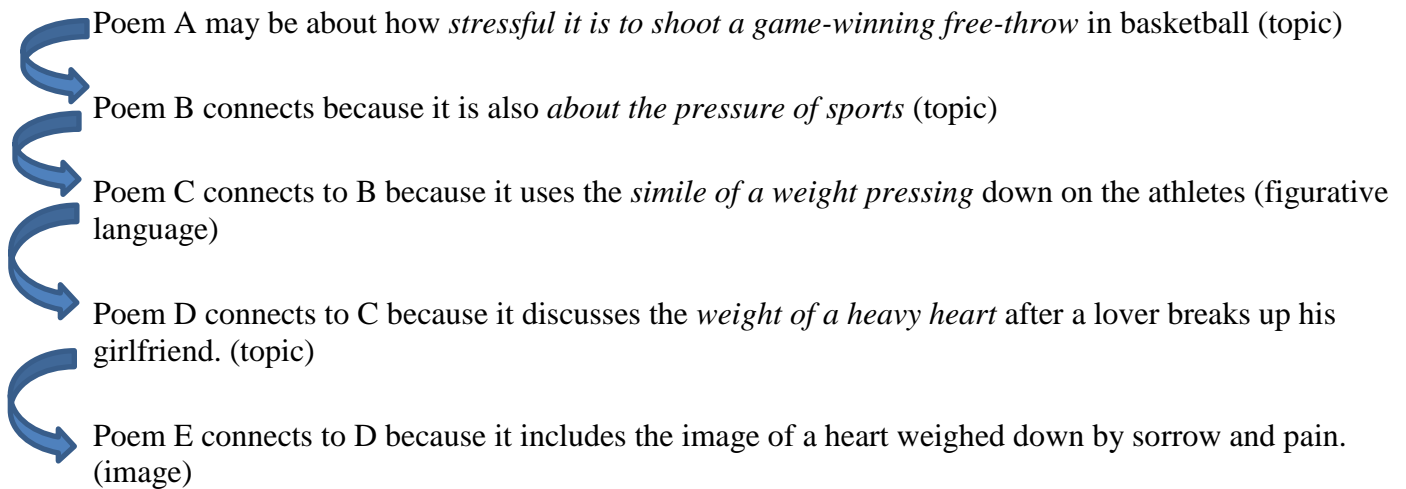 Poem A may be about how stressful it is to shoot a game-winning free-throw in basketball (topic)
Poem B connects because it is also about the pressure of sports (topic)
Poem C connects to B because it uses the simile of a weight pressing down on the athletes (figurative
language)
Poem D connects to C because it discusses the weight of a heavy heart after a lover breaks up his
girlfriend. (topic)
Poem E connects to D because it includes the image of a heart weighed down by sorrow and pain.
(image)